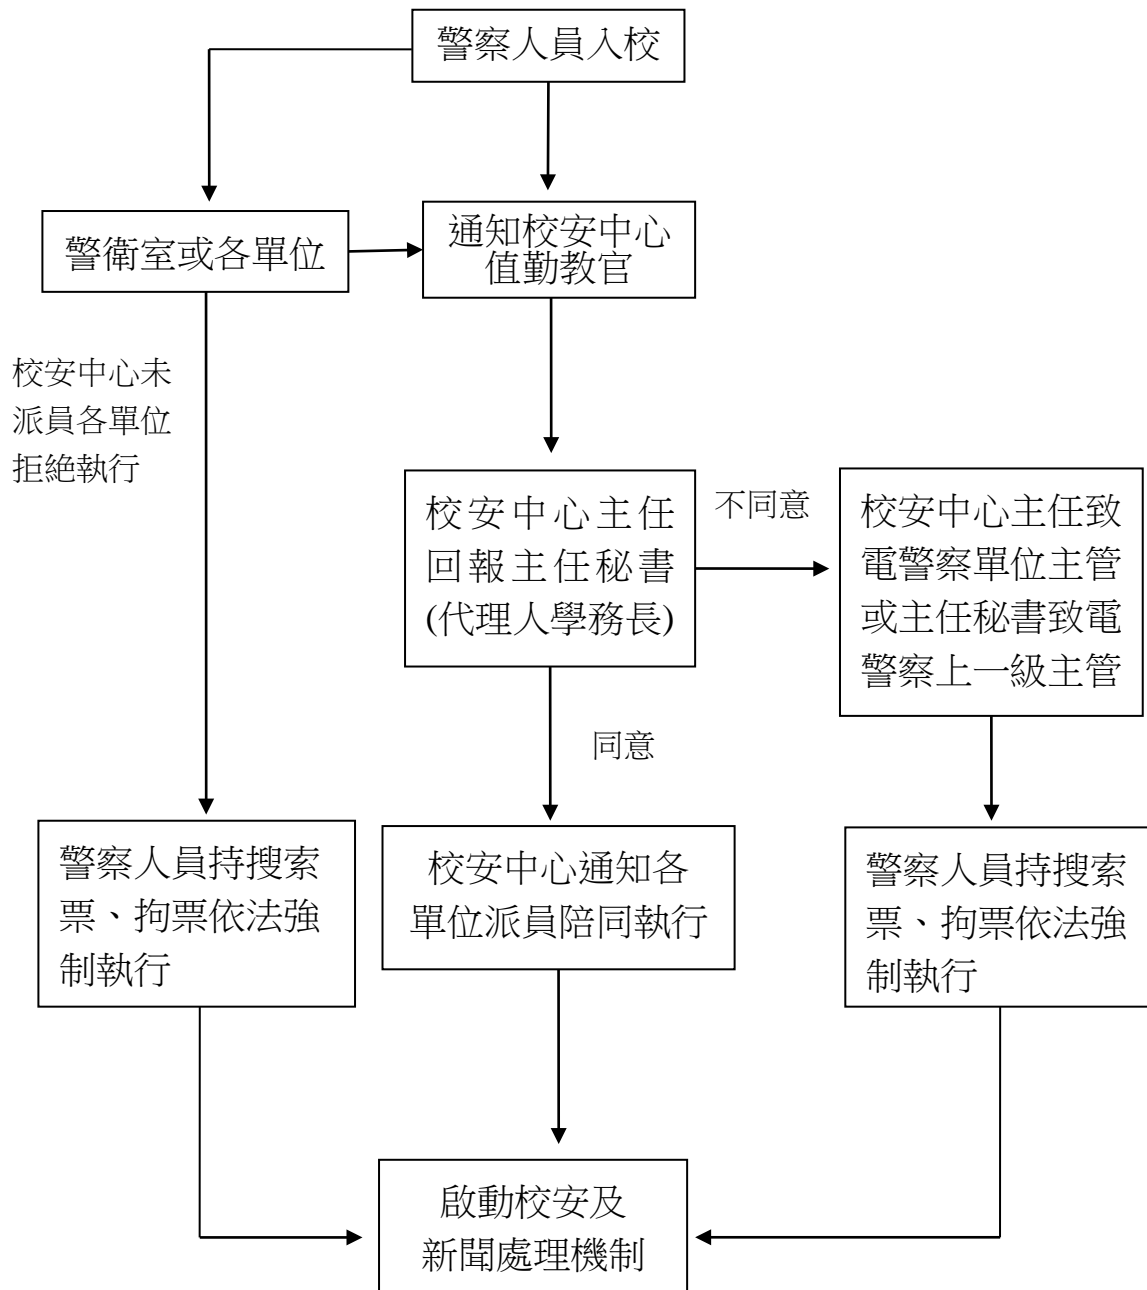 警察人員入校
警衛室或各單位
通知校安中心
值勤教官
校安中心未
派員各單位
拒絕執行
校安中心主任
回報主任秘書
(代理人學務長)
不同意
校安中心主任致
電警察單位主管
或主任秘書致電
警察上一級主管
同意
警察人員持搜索
票、拘票依法強
制執行
校安中心通知各
單位派員陪同執行
警察人員持搜索
票、拘票依法強
制執行
啟動校安及
新聞處理機制